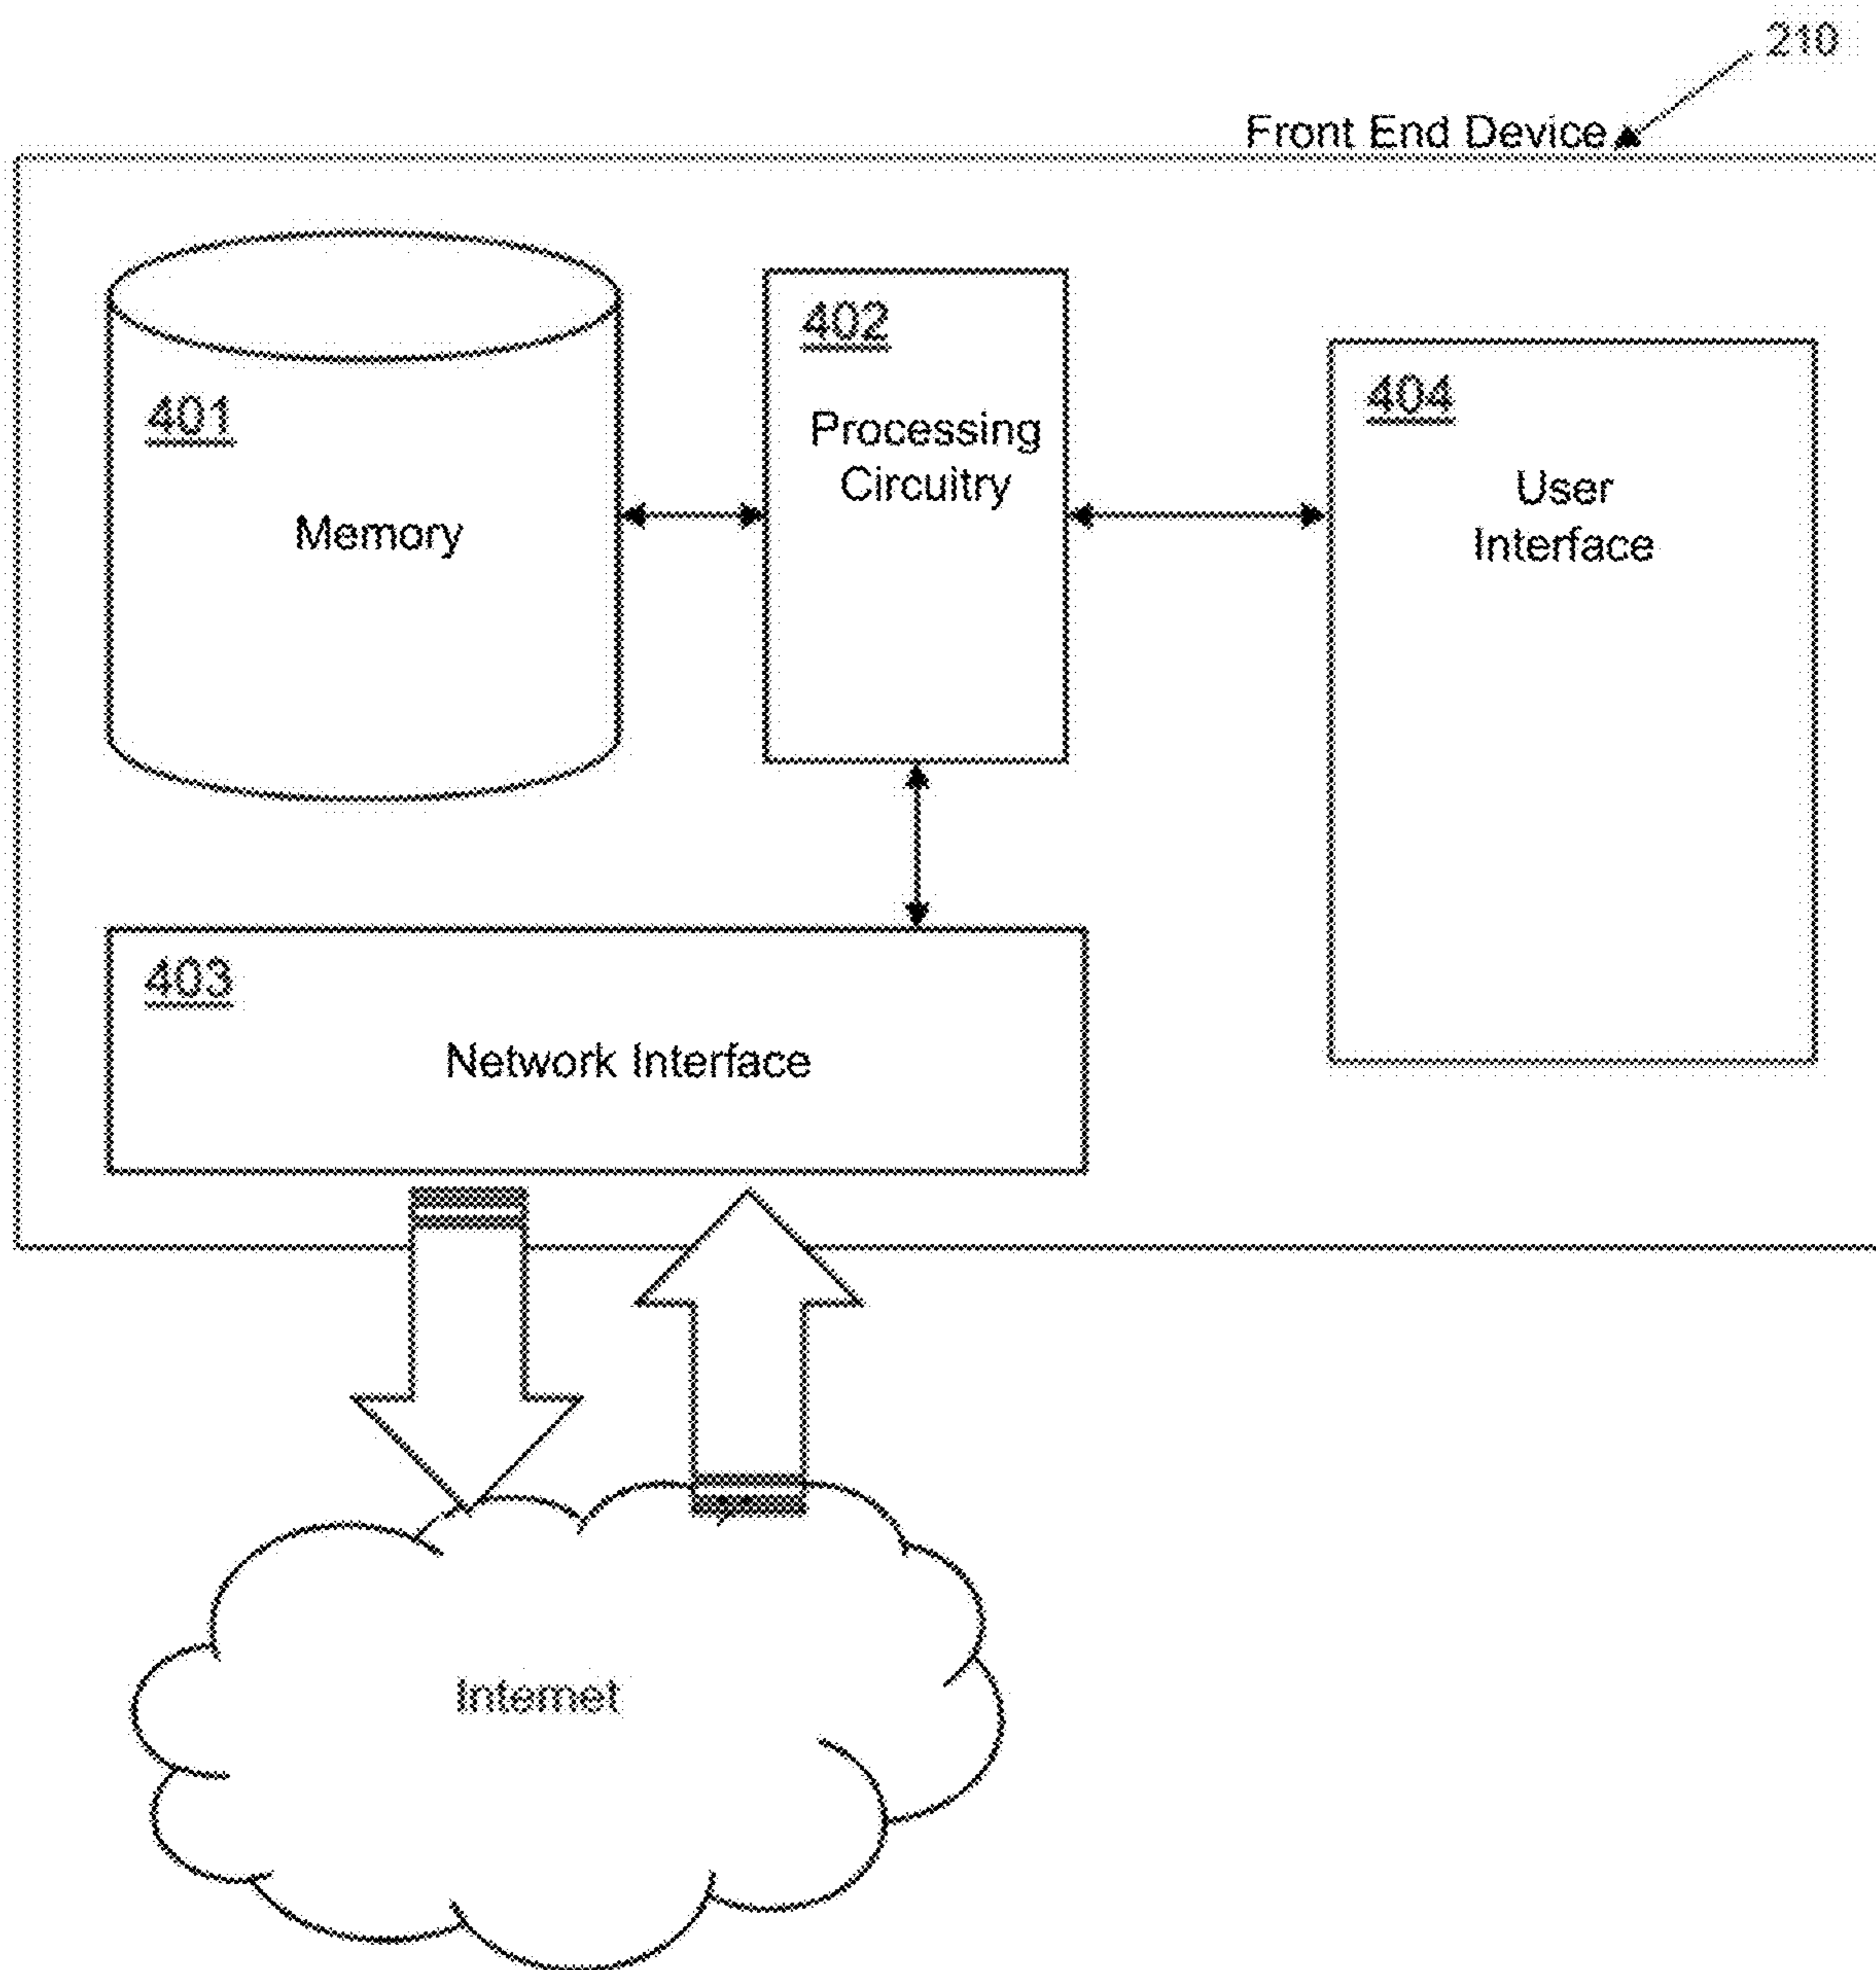 210
Front End Device
402
Processing
Circuitry
404
User
Interface
401
Memory
403
Network Interface
Internet